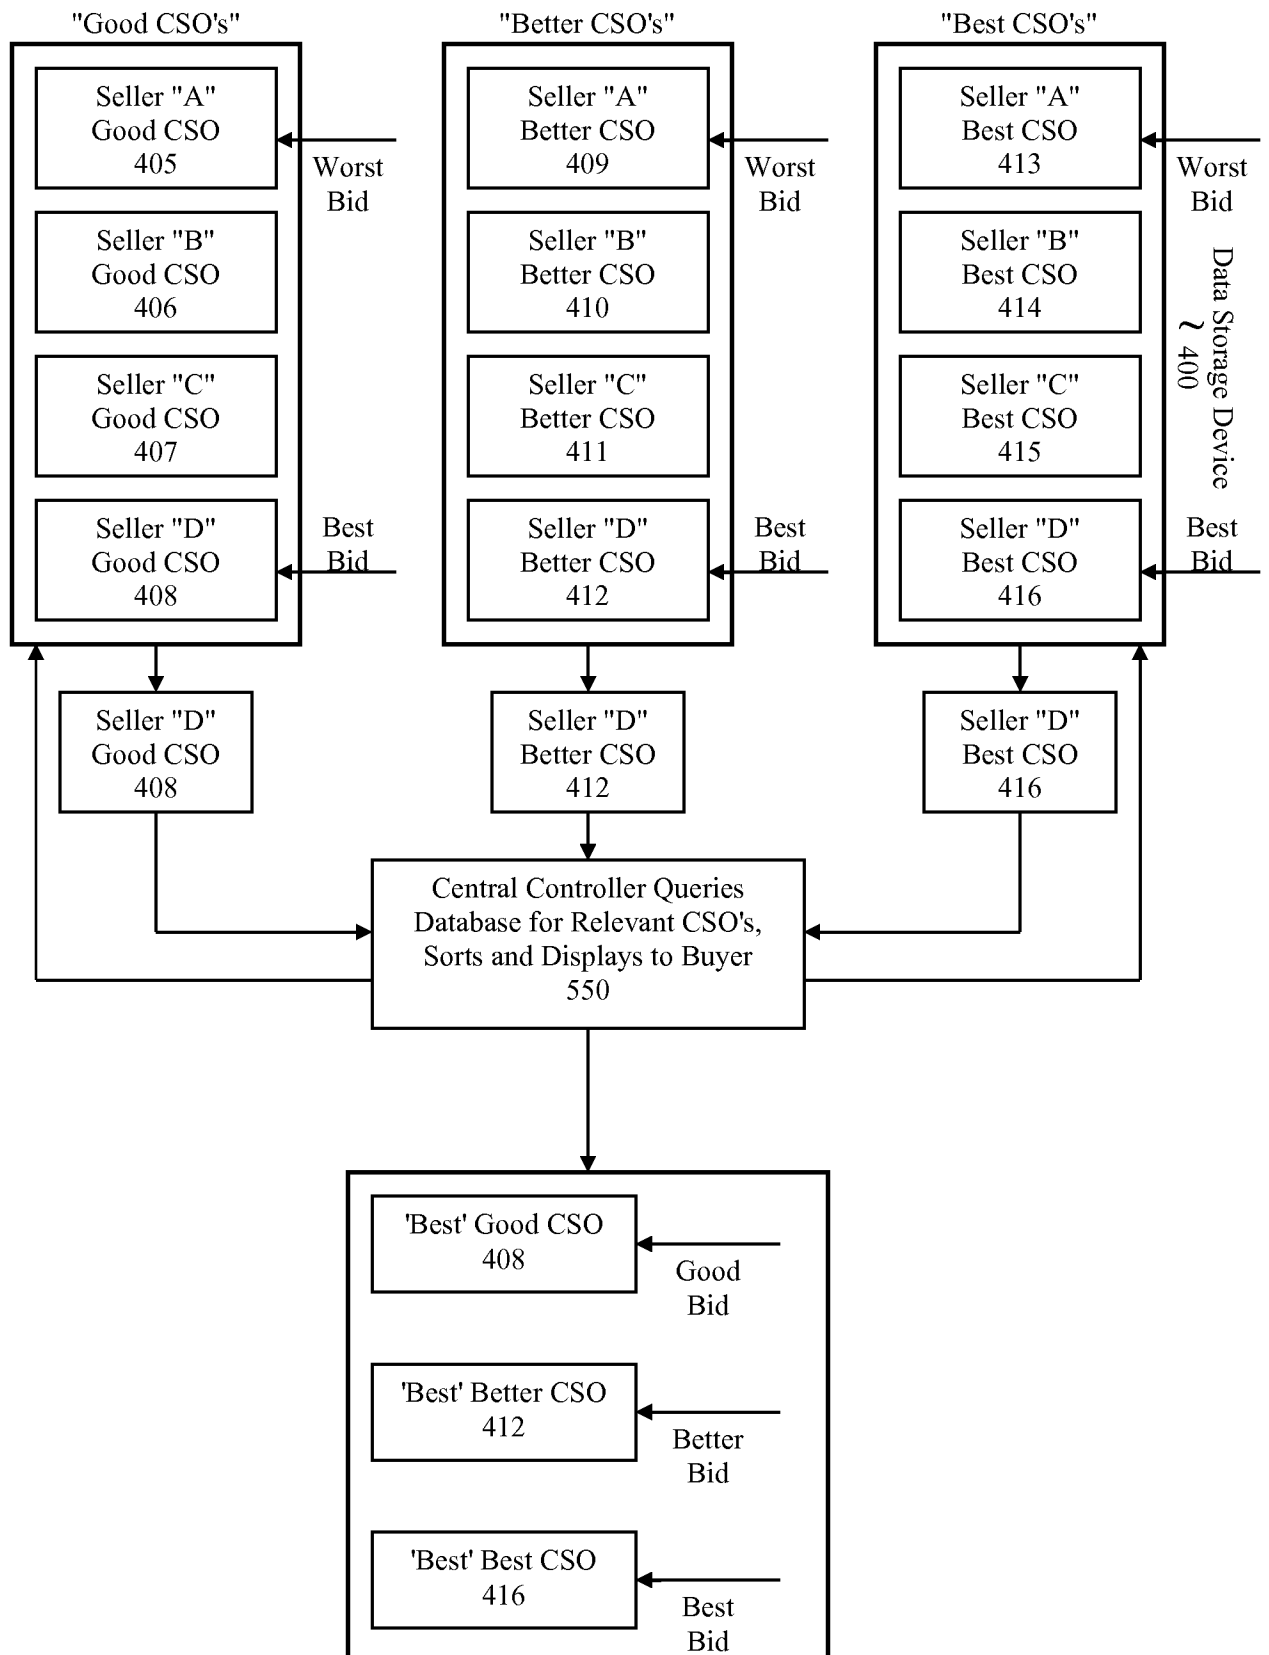 "Good CSO's"
Seller "A"
Good CSO
405
Worst
Bid
Seller "B"
Good CSO
406
Seller "C"
Good CSO
407
Seller "D"
Good CSO
408
Best
Bid
"Better CSO's"
Seller "A"
Better CSO
409
Worst
Bid
Seller "B"
Better CSO
410
Seller "C"
Better CSO
411
Seller "D"
Better CSO
412
Best
Bid
"Best CSO's"
Seller "A"
Best CSO
413
Worst
Bid
Seller "B"
Best CSO
414
Seller "C"
Best CSO
415
Seller "D"
Best CSO
416
Best
Bid
Data Storage Device
~ 400
Seller "D"
Good CSO
408
Seller "D"
Better CSO
412
Seller "D"
Best CSO
416
Central Controller Queries
Database for Relevant CSO's,
Sorts and Displays to Buyer
550
'Best' Good CSO
408
Good
Bid
'Best' Better CSO
412
Better
Bid
'Best' Best CSO
416
Best
Bid